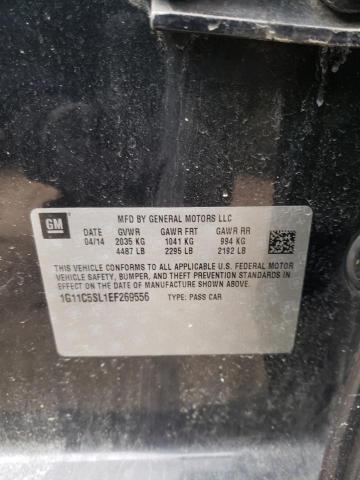 GM
MFD BY GENERAL MOTORS LLC
DATE GVWR GAWR FRT GAWR RR
04/14 2035 KG 1041 KG 994 KG
4487 LB 2295 LB 2192 LB
THIS VEHICLE CONFORMS TO ALL APPLICABLE U.S. FEDERAL MOTOR
VEHICLE SAFETY, BUMPER, AND THEFT PREVENTION STANDARDS IN
EFFECT ON THE DATE OF MANUFACTURE SHOWN ABOVE.
1G11C5SL1EF269556 TYPE: PASS CAR